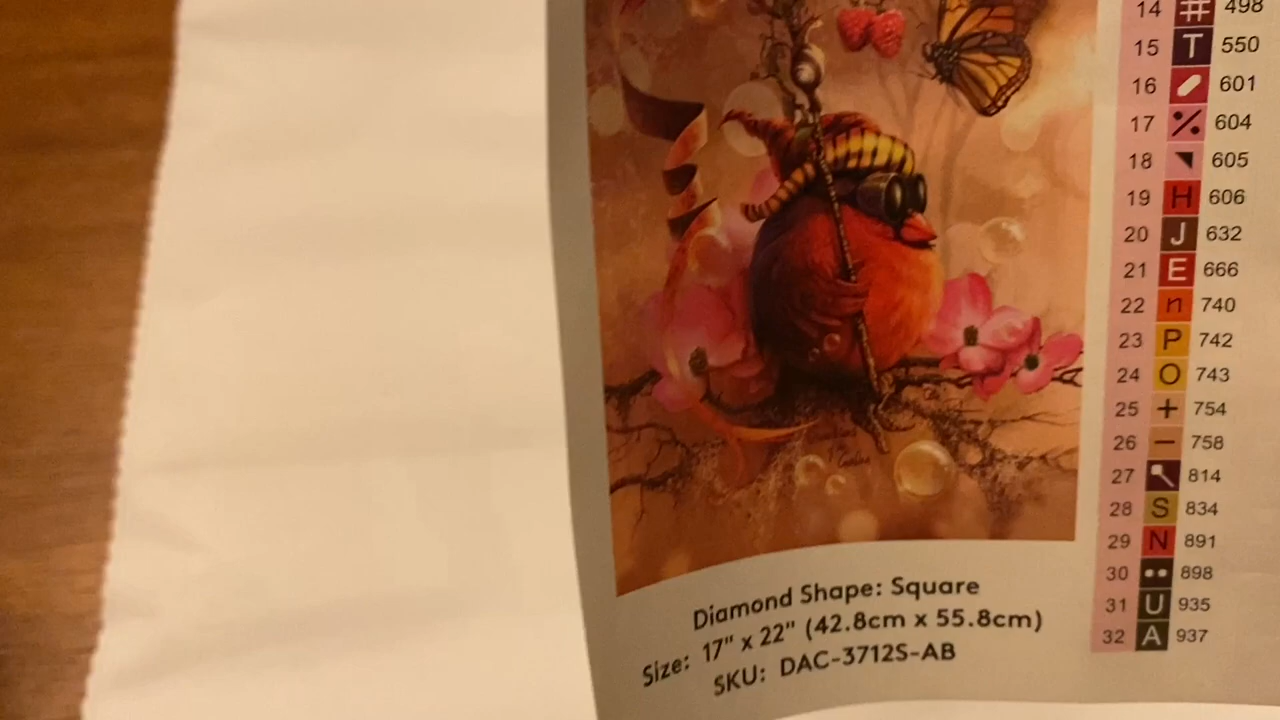 14 # 498
15 T 550
16 601
17 % 604
18 605
19 H 606
20 J 632
21 E 666
22 n 740
23 P 742
24 O 743
25 + 754
26 − 758
27 814
28 S 834
29 N 891
30 •• 898
31 U 935
32 A 937
Diamond Shape: Square
Size: 17" x 22" (42.8cm x 55.8cm)
SKU: DAC-3712S-AB